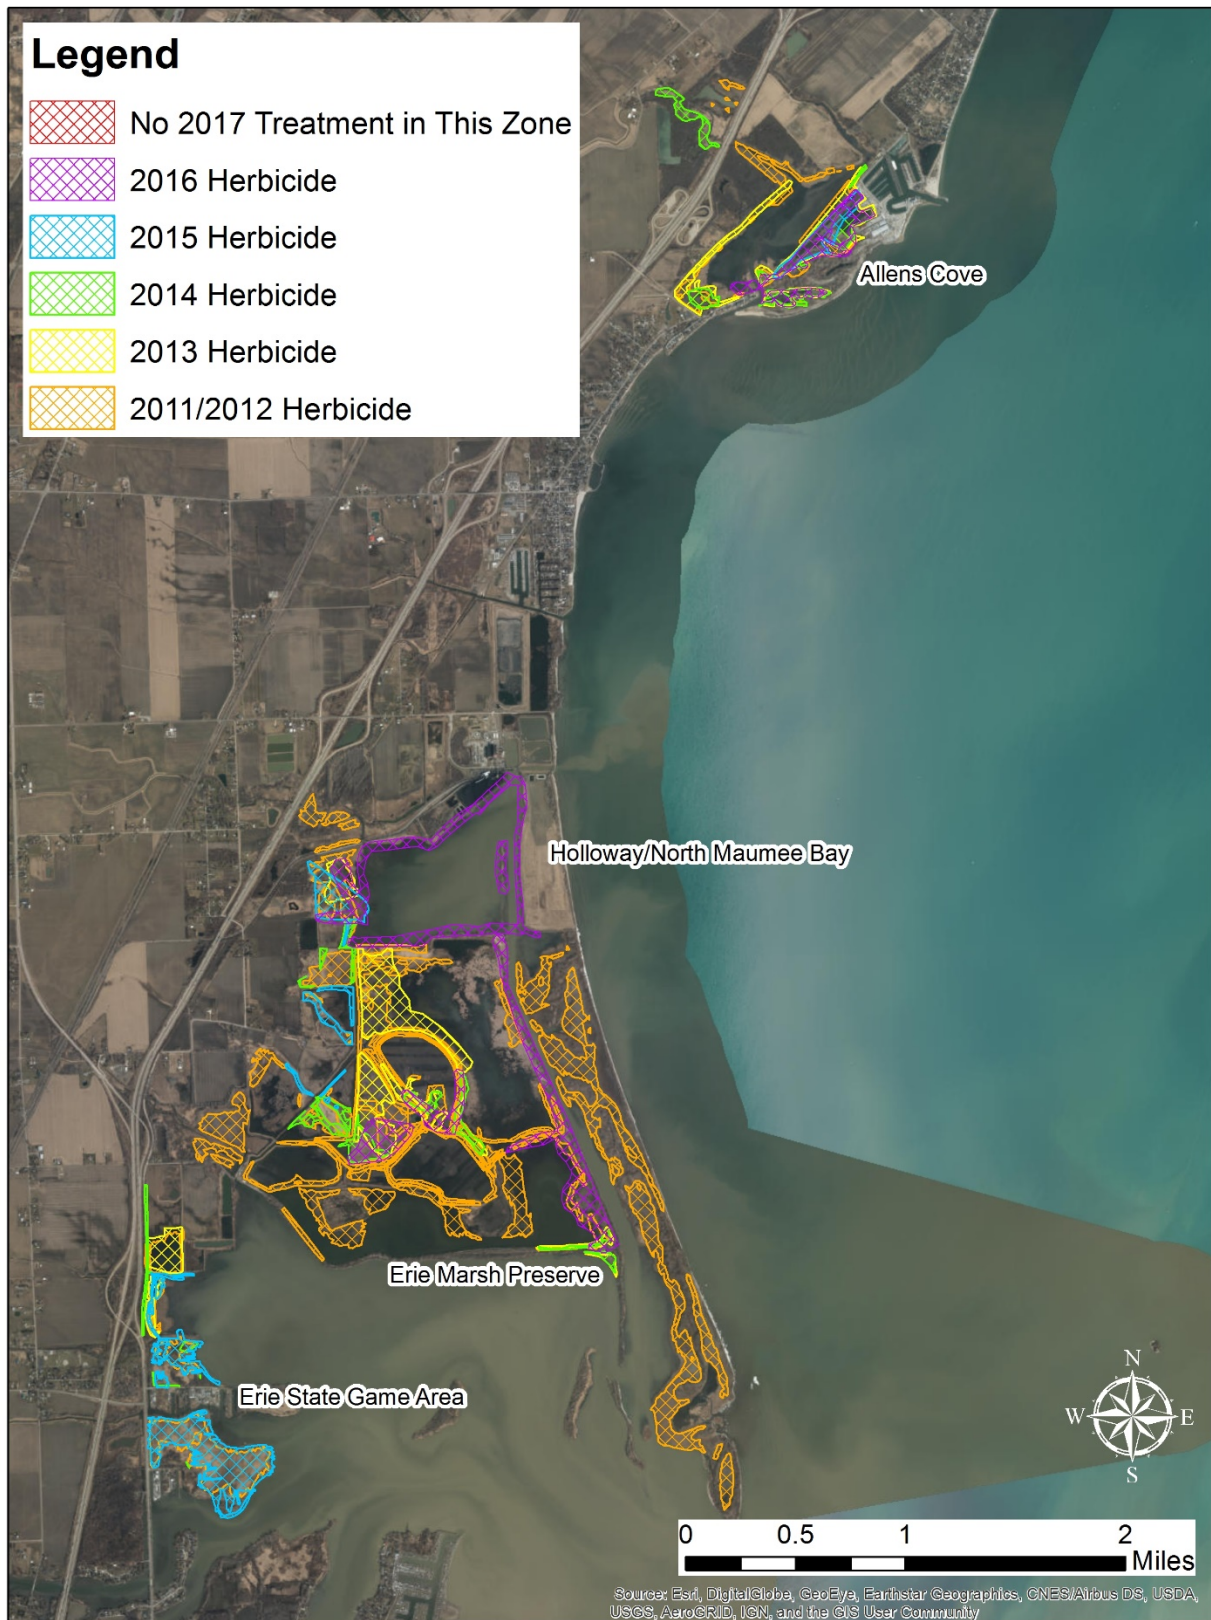 Legend
No 2017 Treatment in This Zone
2016 Herbicide
2015 Herbicide
2014 Herbicide
2013 Herbicide
2011/2012 Herbicide
Allens Cove
Holloway/North Maumee Bay
Erie Marsh Preserve
Erie State Game Area
N
W E
S
0 0.5 1 2
Miles
Source: Esri, DigitalGlobe, GeoEye, Earthstar Geographics, CNES/Airbus DS, USDA,
USGS, AeroGRID, IGN, and the GIS User Community